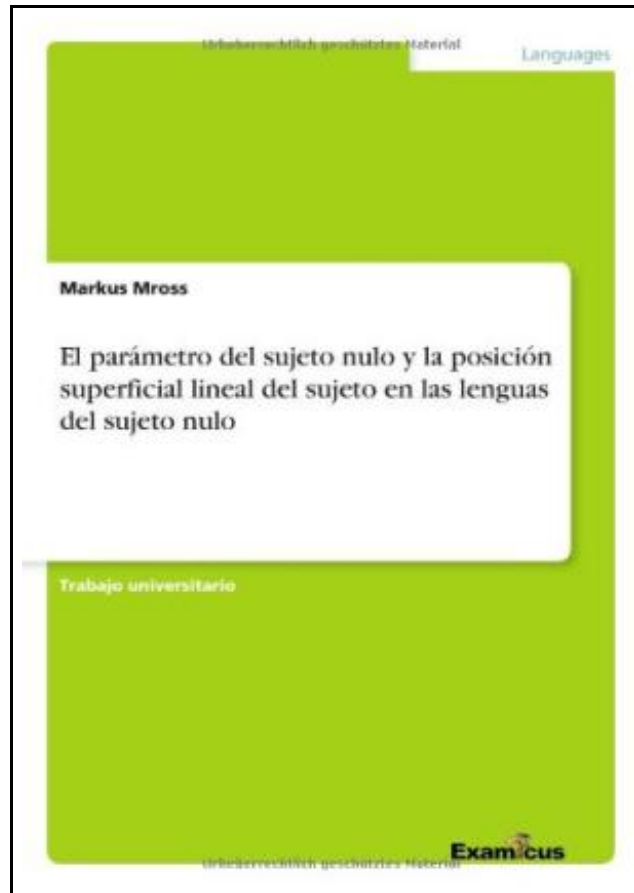 Urheberrechtlich geschütztes Material
Languages
Markus Mross
El parámetro del sujeto nulo y la posición
superficial lineal del sujeto en las lenguas
del sujeto nulo
Trabajo universitario
Examicus
Urheberrechtlich geschütztes Material